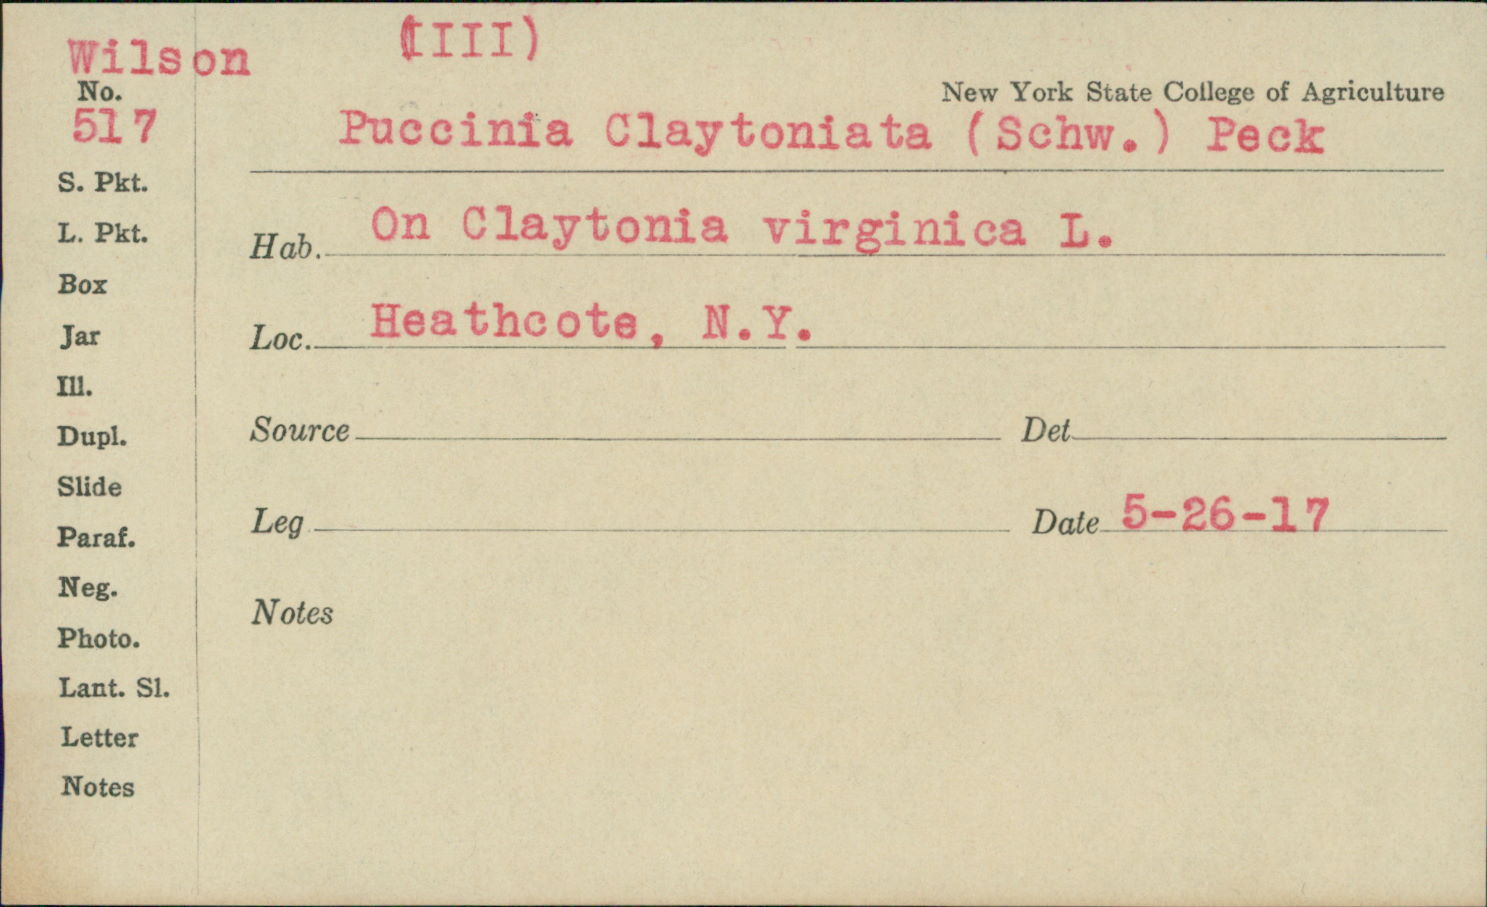 Wilson (III)
No. New York State College of Agriculture
517 Puccinia Claytoniata (Schw.) Peck
S. Pkt.
L. Pkt.
Hab. On Claytonia virginica L.
Box
Jar
Loc. Heathcote, N.Y.
Ill.
Dupl.
Source Det
Slide
Leg Date 5-26-17
Paraf.
Neg.
Notes
Photo.
Lant. Sl.
Letter
Notes